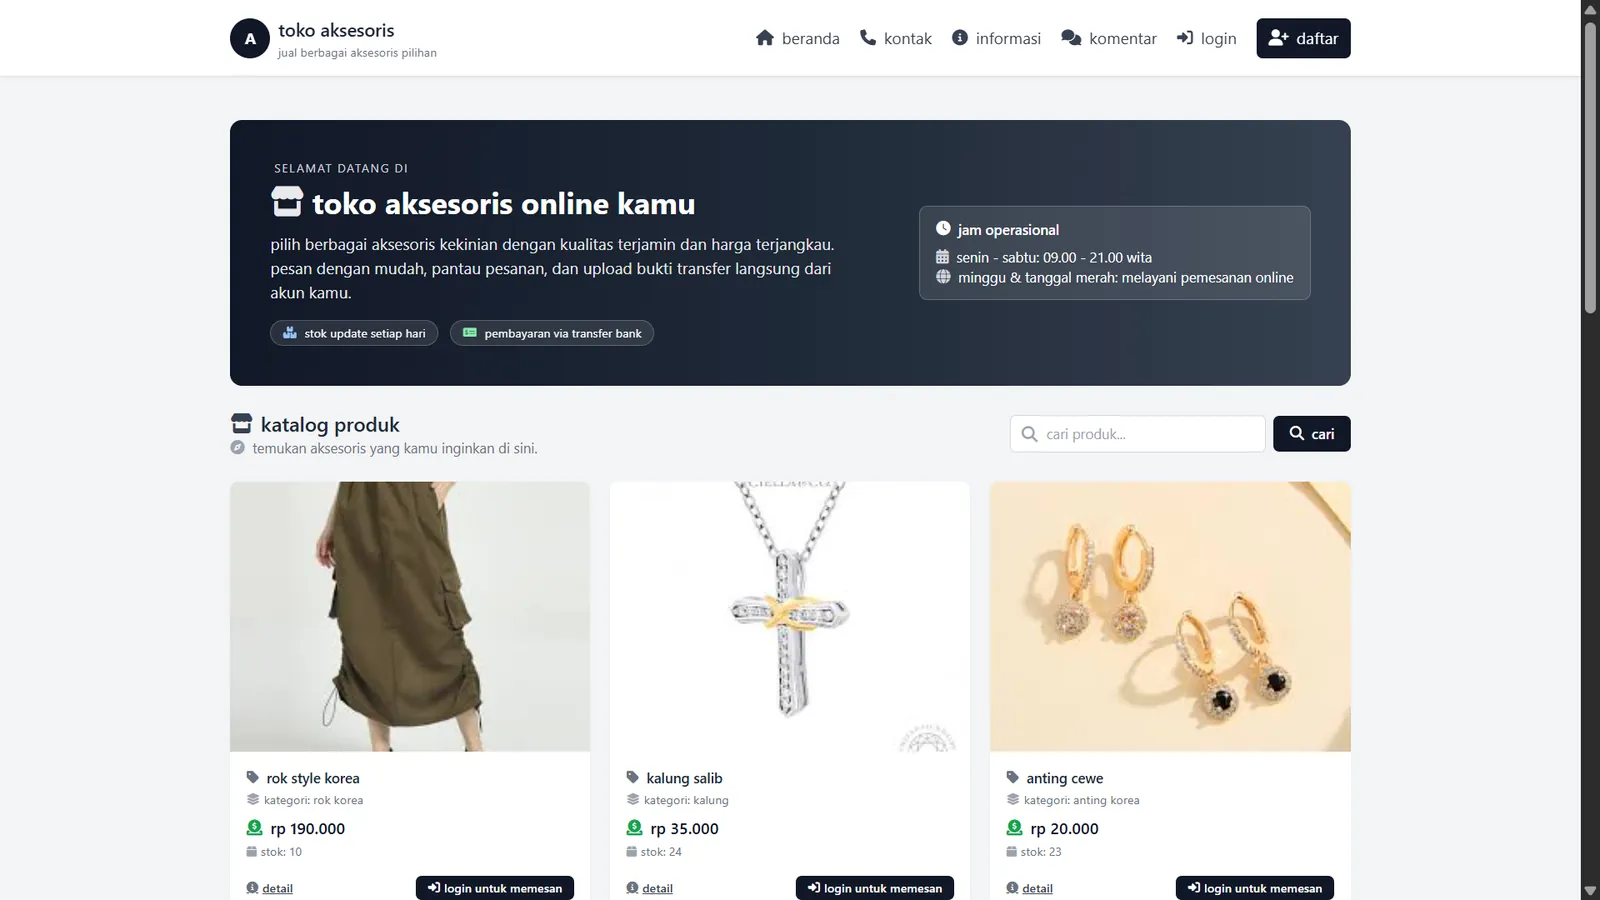 A
toko aksesoris
jual berbagai aksesoris pilihan
beranda
kontak
informasi
komentar
login
daftar
SELAMAT DATANG DI
toko aksesoris online kamu
pilih berbagai aksesoris kekinian dengan kualitas terjamin dan harga terjangkau.
pesan dengan mudah, pantau pesanan, dan upload bukti transfer langsung dari
akun kamu.
stok update setiap hari
pembayaran via transfer bank
jam operasional
senin - sabtu: 09.00 - 21.00 wita
minggu & tanggal merah: melayani pemesanan online
katalog produk
temukan aksesoris yang kamu inginkan di sini.
cari produk...
cari
rok style korea
kategori: rok korea
rp 190.000
stok: 10
detail
login untuk memesan
kalung salib
kategori: kalung
rp 35.000
stok: 24
detail
login untuk memesan
anting cewe
kategori: anting korea
rp 20.000
stok: 23
detail
login untuk memesan